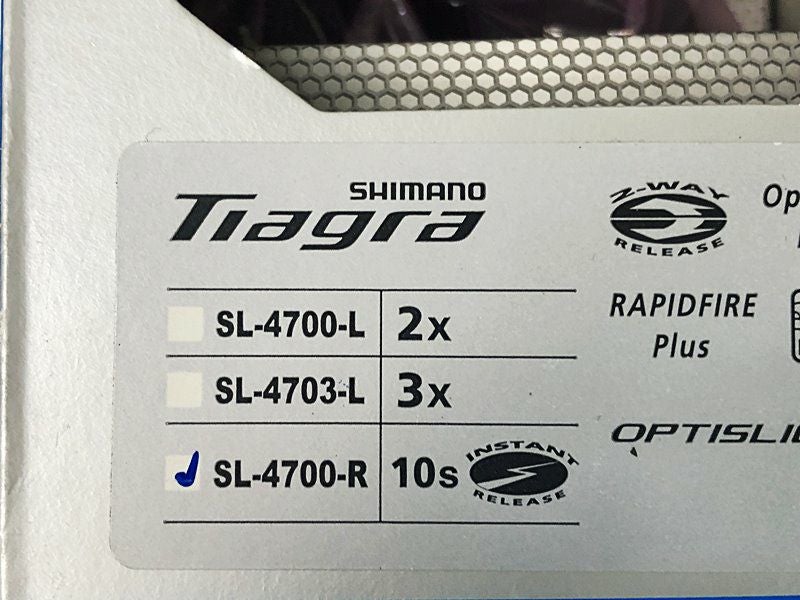 SHIMANO
Tiagra
2-WAY
RELEASE
RAPIDFIRE
Plus
SL-4700-L 2x
SL-4703-L 3x
SL-4700-R 10s
INSTANT
RELEASE